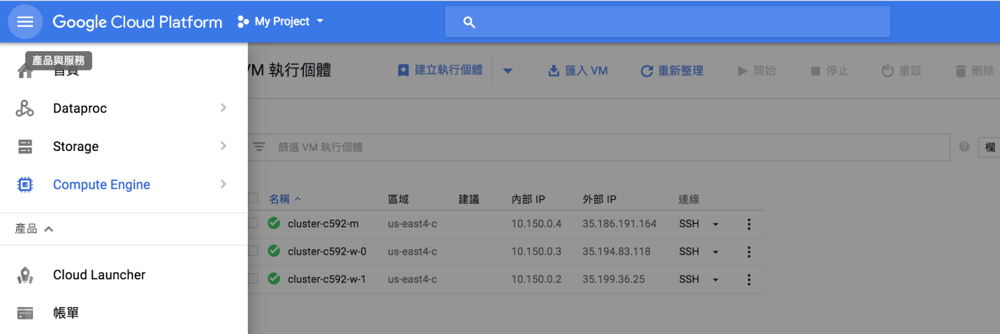 Google Cloud Platform My Project
產品與服務
首頁
VM 執行個體 建立執行個體 匯入 VM 重新整理 開始 停止 重設 刪除
Dataproc
Storage
篩選 VM 執行個體 ? 欄
Compute Engine
名稱 區域 建議 內部 IP 外部 IP 連線
cluster-c592-m us-east4-c 10.150.0.4 35.186.191.164 SSH
產品
cluster-c592-w-0 us-east4-c 10.150.0.3 35.194.83.118 SSH
cluster-c592-w-1 us-east4-c 10.150.0.2 35.199.36.25 SSH
Cloud Launcher
帳單